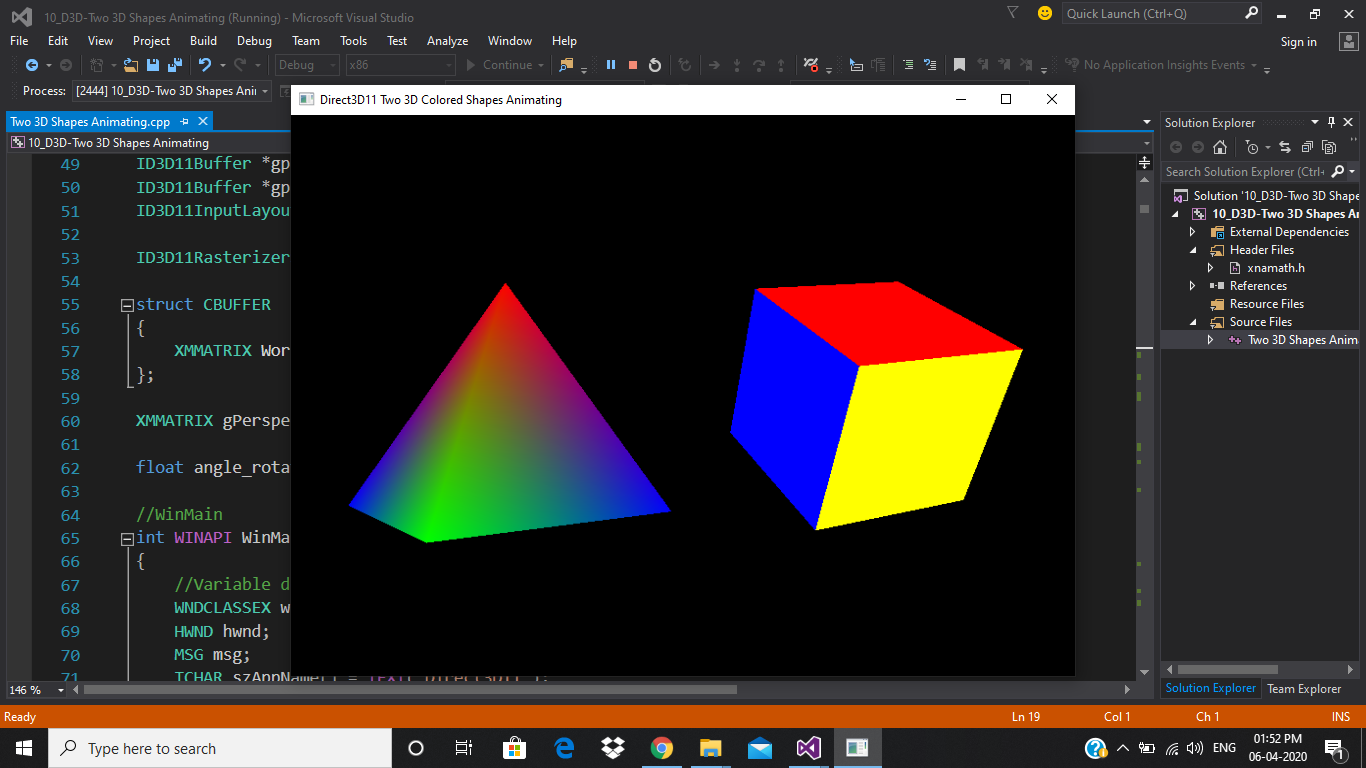 10_D3D-Two 3D Shapes Animating (Running) - Microsoft Visual Studio
Quick Launch (Ctrl+Q)
File Edit View Project Build Debug Team Tools Test Analyze Window Help
Sign in
Debug x86 Continue No Application Insights Events
Process: [2444] 10_D3D-Two 3D Shapes Ani
Direct3D11 Two 3D Colored Shapes Animating
Two 3D Shapes Animating.cpp
10_D3D-Two 3D Shapes Animating
49 ID3D11Buffer *gp
50 ID3D11Buffer *gp
51 ID3D11InputLayou
52
53 ID3D11Rasterizer
54
55 struct CBUFFER
56 {
57 XMMATRIX Wor
58 };
59
60 XMMATRIX gPerspe
61
62 float angle_rota
63
64 //WinMain
65 int WINAPI WinMa
66 {
67 //Variable d
68 WNDCLASSEX w
69 HWND hwnd;
70 MSG msg;
71 TCHAR szAppName[] =
146 %
Solution Explorer
Search Solution Explorer (Ctrl+
Solution '10_D3D-Two 3D Shape
10_D3D-Two 3D Shapes A
External Dependencies
Header Files
xnamath.h
References
Resource Files
Source Files
Two 3D Shapes Anim
Solution Explorer Team Explorer
Ready Ln 19 Col 1 Ch 1 INS
Type here to search
ENG
01:52 PM
06-04-2020
1